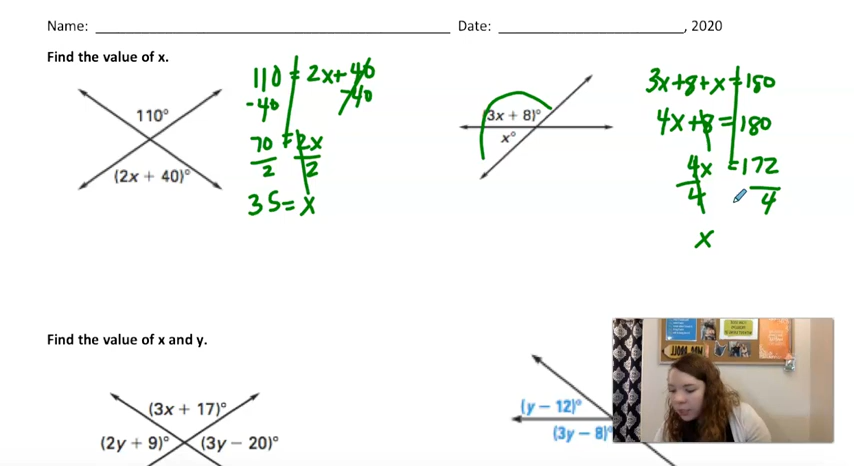 Name: ____ Date: ____, 2020
Find the value of x.
110°
(2x + 40)°
110 = 2x+40
-40 -40
70 = 2x
2 2
35 = x
(3x + 8)°
x°
3x+8+x=180
4x+8=180
4x =172
4 4
x
Find the value of x and y.
(3x + 17)°
(2y + 9)°
(3y − 20)°
(y − 12)°
(3y − 8)°